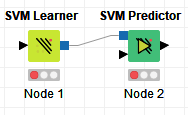 SVM Learner
SVM Predictor
Node 1
Node 2